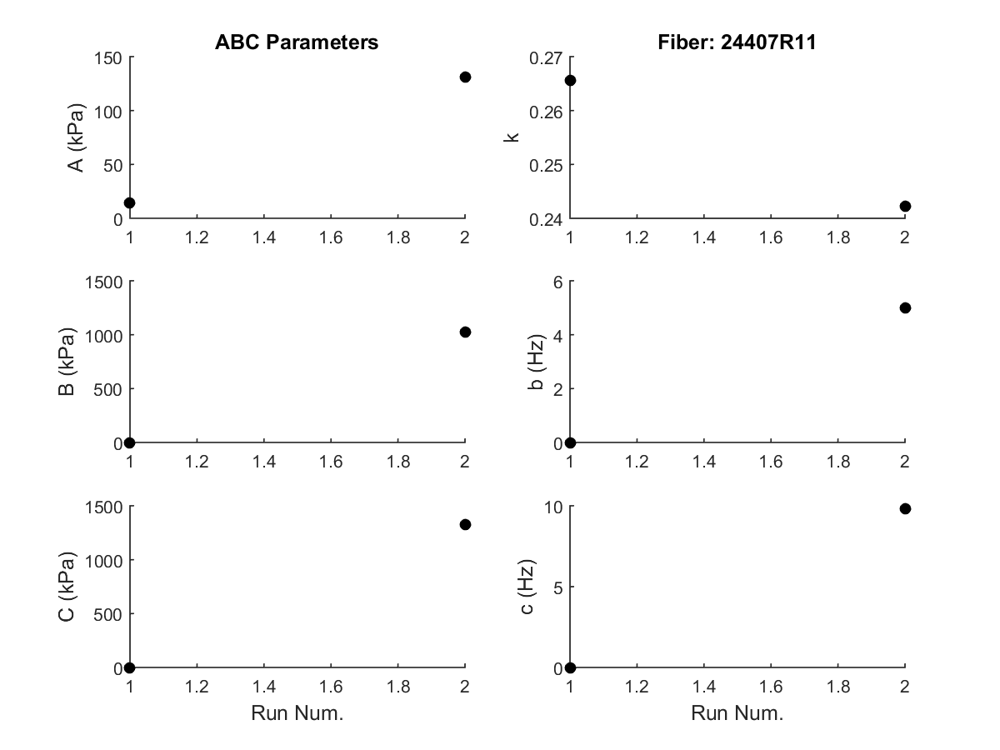 ABC Parameters
150
100
50
0
A (kPa)
1 1.2 1.4 1.6 1.8 2
Fiber: 24407R11
0.27
0.26
0.25
0.24
k
1 1.2 1.4 1.6 1.8 2
1500
1000
500
0
B (kPa)
1 1.2 1.4 1.6 1.8 2
6
4
2
0
b (Hz)
1 1.2 1.4 1.6 1.8 2
1500
1000
500
0
C (kPa)
1 1.2 1.4 1.6 1.8 2
Run Num.
10
5
0
c (Hz)
1 1.2 1.4 1.6 1.8 2
Run Num.